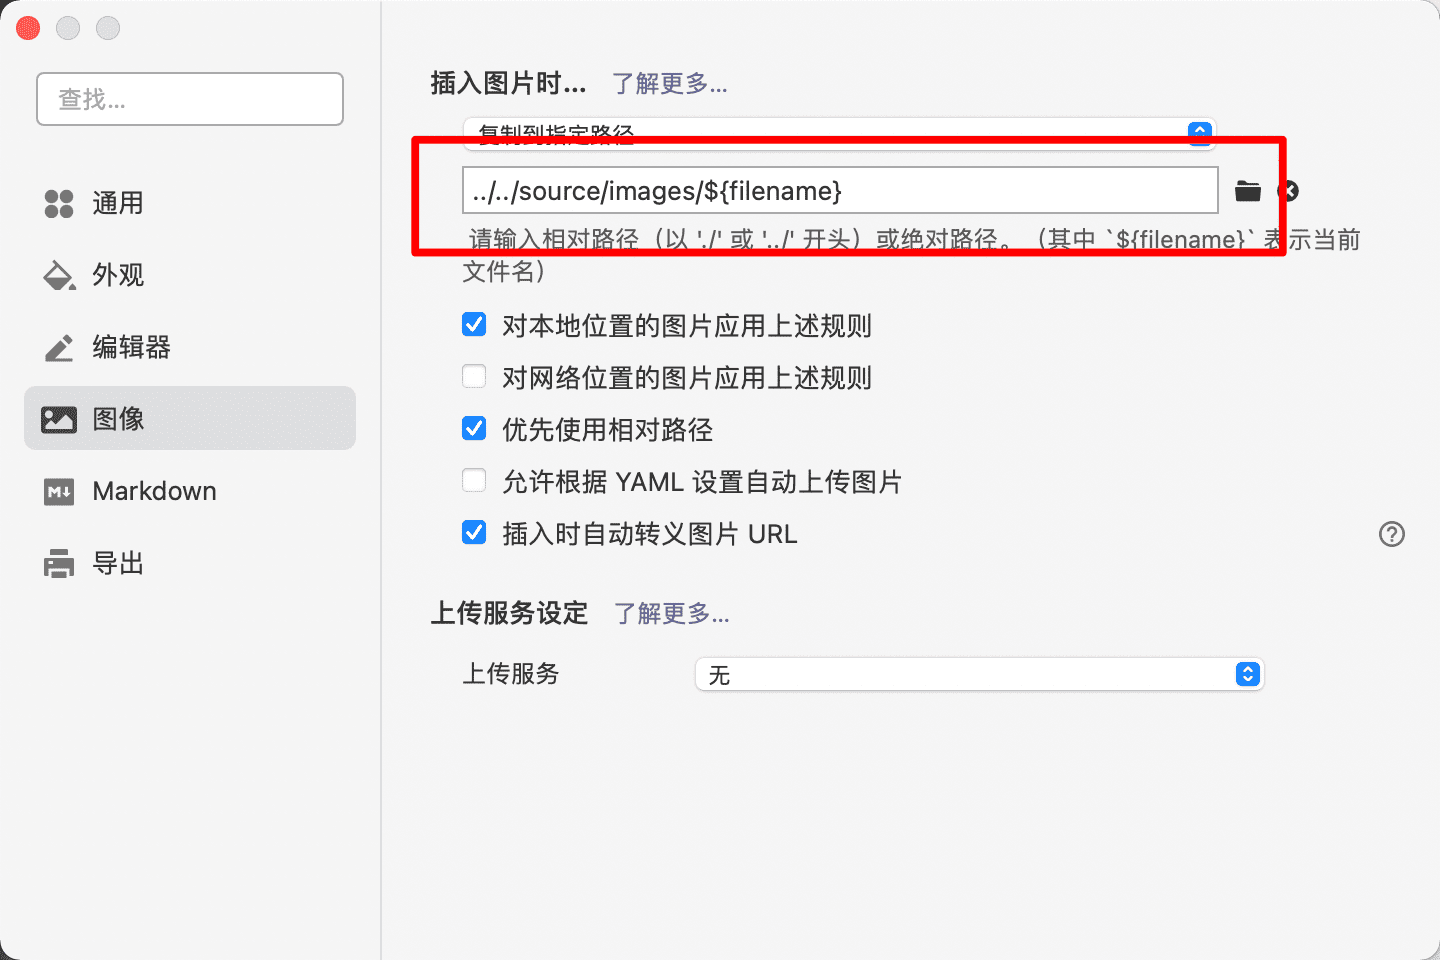 查找...
通用
外观
编辑器
图像
Markdown
导出
插入图片时... 了解更多...
复制到指定路径
../../source/images/${filename}
请输入相对路径（以 './' 或 '../' 开头）或绝对路径。（其中 `${filename}` 表示当前
文件名）
对本地位置的图片应用上述规则
对网络位置的图片应用上述规则
优先使用相对路径
允许根据 YAML 设置自动上传图片
插入时自动转义图片 URL
上传服务设定 了解更多...
上传服务 无